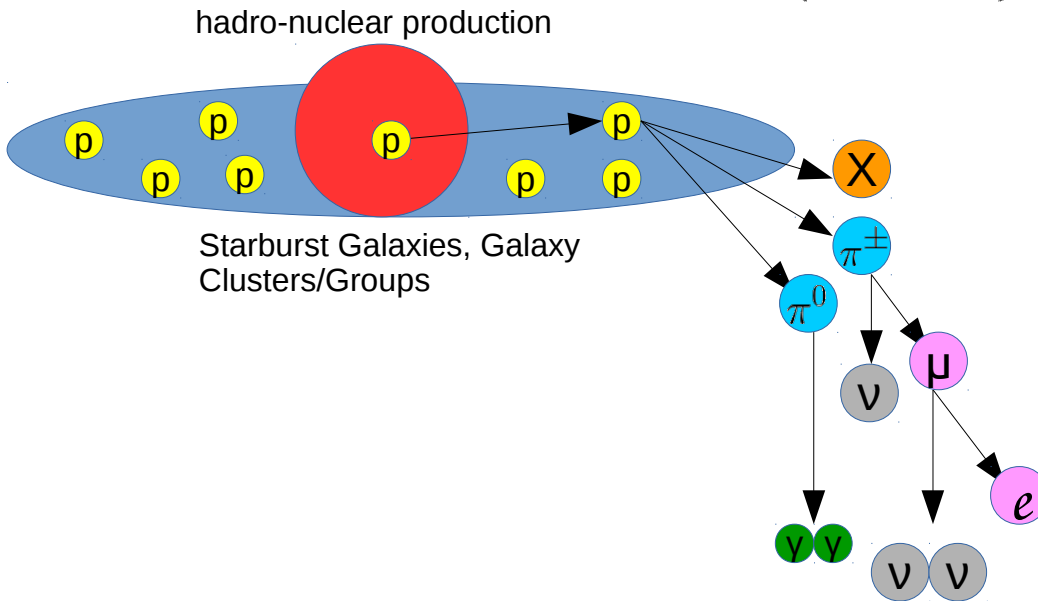 hadro-nuclear production
p
p
p
p
p
p
p
p
X
Starburst Galaxies, Galaxy
Clusters/Groups
π±
π⁰
μ
ν
e
γ γ
ν ν